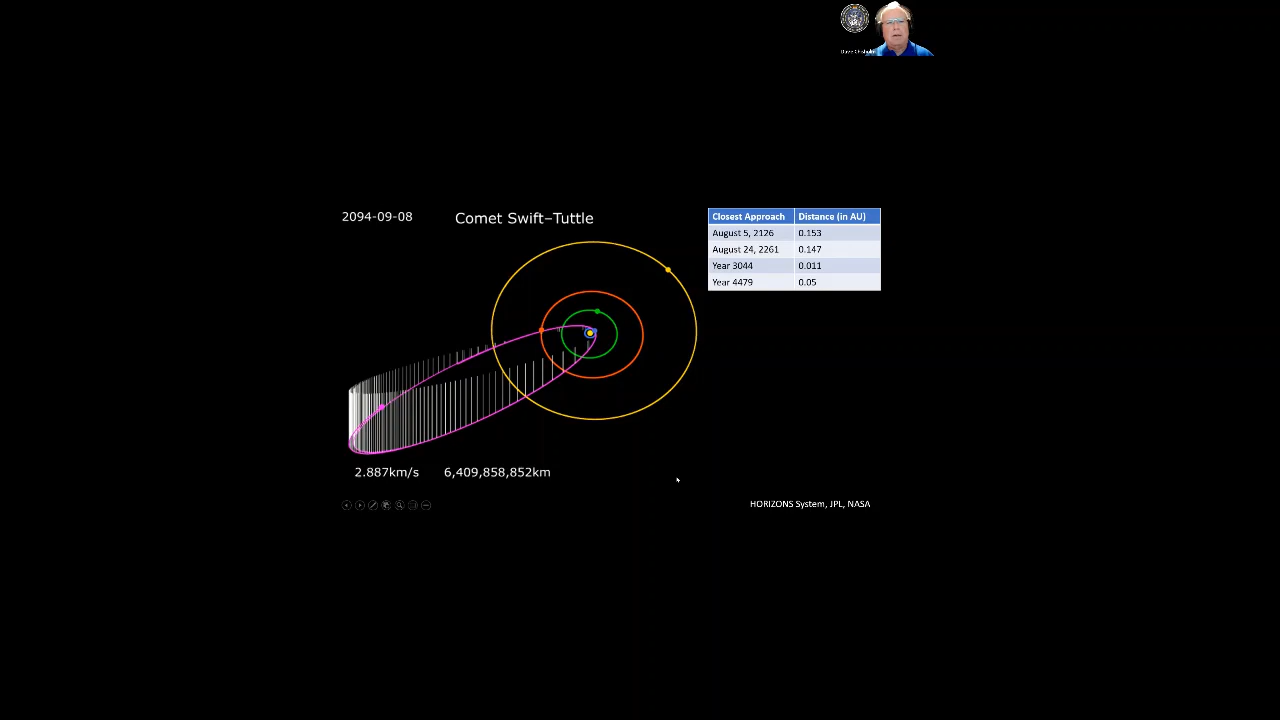 2094-09-08
Comet Swift–Tuttle
Closest Approach Distance (in AU)
August 5, 2126 0.153
August 24, 2261 0.147
Year 3044 0.011
Year 4479 0.05
2.887km/s 6,409,858,852km
HORIZONS System, JPL, NASA